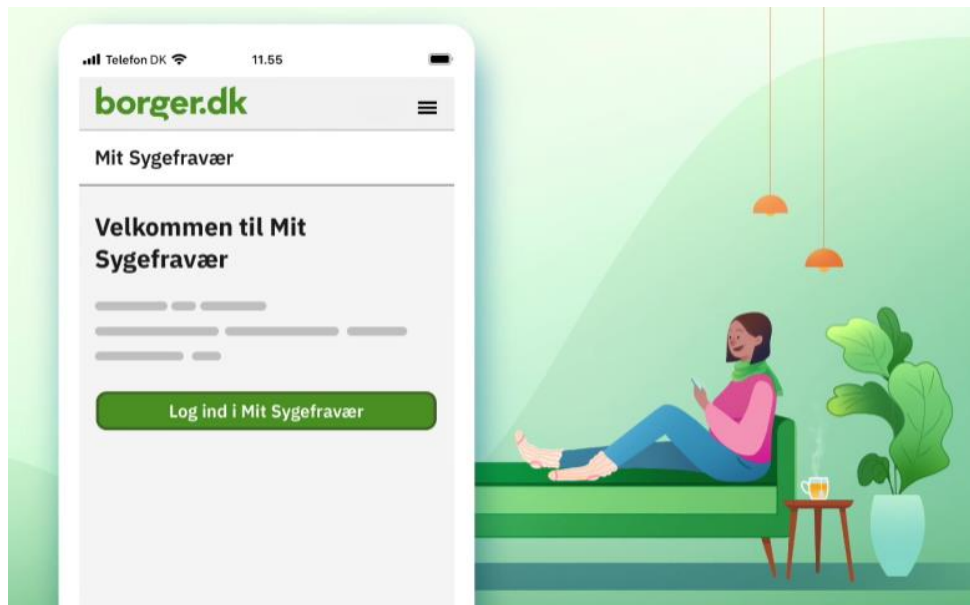 Telefon DK 11.55
borger.dk
Mit Sygefravær
Velkommen til Mit
Sygefravær
Log ind i Mit Sygefravær